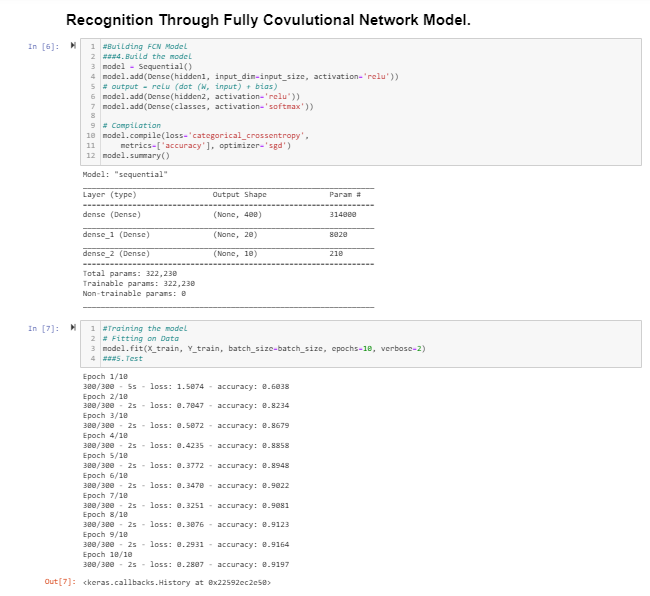 Recognition Through Fully Covulutional Network Model.
In [6]:
1 #Building FCN Model
2 ###4.Build the model
3 model = Sequential()
4 model.add(Dense(hidden1, input_dim=input_size, activation='relu'))
5 # output = relu (dot (W, input) + bias)
6 model.add(Dense(hidden2, activation='relu'))
7 model.add(Dense(classes, activation='softmax'))
8
9 # Compilation
10 model.compile(loss='categorical_crossentropy',
11 metrics=['accuracy'], optimizer='sgd')
12 model.summary()
Model: "sequential"
Layer (type) Output Shape Param #
dense (Dense) (None, 400) 314000
dense_1 (Dense) (None, 20) 8020
dense_2 (Dense) (None, 10) 210
Total params: 322,230
Trainable params: 322,230
Non-trainable params: 0
In [7]:
1 #Training the model
2 # Fitting on Data
3 model.fit(X_train, Y_train, batch_size=batch_size, epochs=10, verbose=2)
4 ###5.Test
Epoch 1/10
300/300 - 5s - loss: 1.5074 - accuracy: 0.6038
Epoch 2/10
300/300 - 2s - loss: 0.7047 - accuracy: 0.8234
Epoch 3/10
300/300 - 2s - loss: 0.5072 - accuracy: 0.8679
Epoch 4/10
300/300 - 2s - loss: 0.4235 - accuracy: 0.8858
Epoch 5/10
300/300 - 2s - loss: 0.3772 - accuracy: 0.8948
Epoch 6/10
300/300 - 2s - loss: 0.3470 - accuracy: 0.9022
Epoch 7/10
300/300 - 2s - loss: 0.3251 - accuracy: 0.9081
Epoch 8/10
300/300 - 2s - loss: 0.3076 - accuracy: 0.9123
Epoch 9/10
300/300 - 2s - loss: 0.2931 - accuracy: 0.9164
Epoch 10/10
300/300 - 2s - loss: 0.2807 - accuracy: 0.9197
Out[7]: <keras.callbacks.History at 0x22592ec2e50>